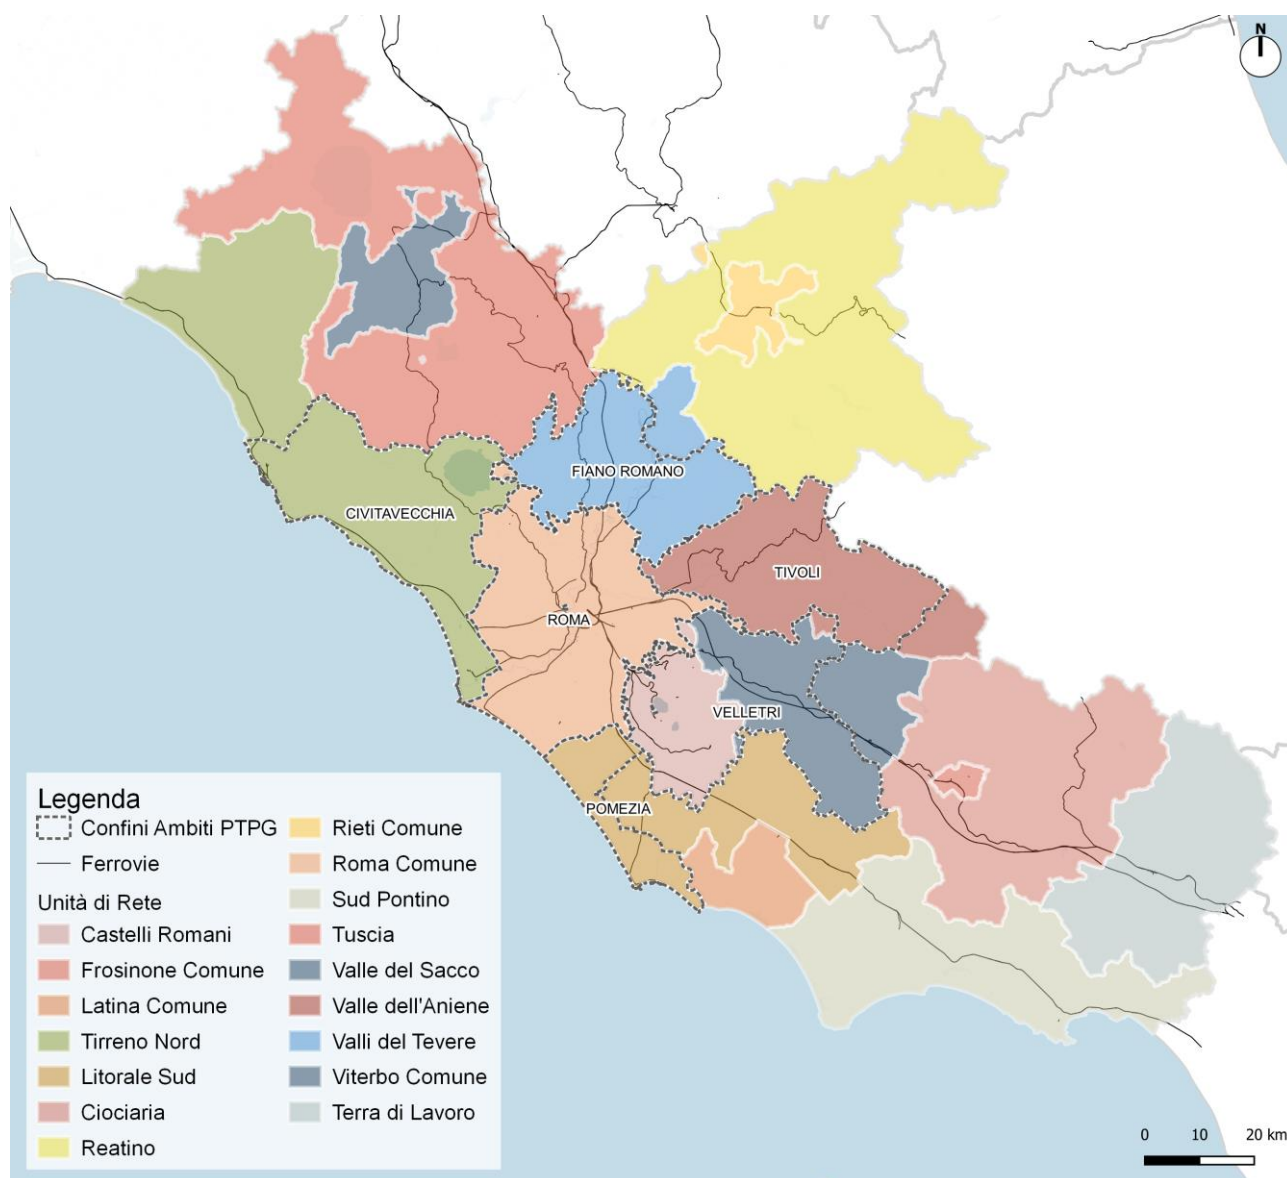 N
FIANO ROMANO
CIVITAVECCHIA
TIVOLI
ROMA
VELLETRI
POMEZIA
Legenda
Confini Ambiti PTPG
Ferrovie
Unità di Rete
Castelli Romani
Frosinone Comune
Latina Comune
Tirreno Nord
Litorale Sud
Ciociaria
Reatino
Rieti Comune
Roma Comune
Sud Pontino
Tuscia
Valle del Sacco
Valle dell'Aniene
Valli del Tevere
Viterbo Comune
Terra di Lavoro
0 10 20 km